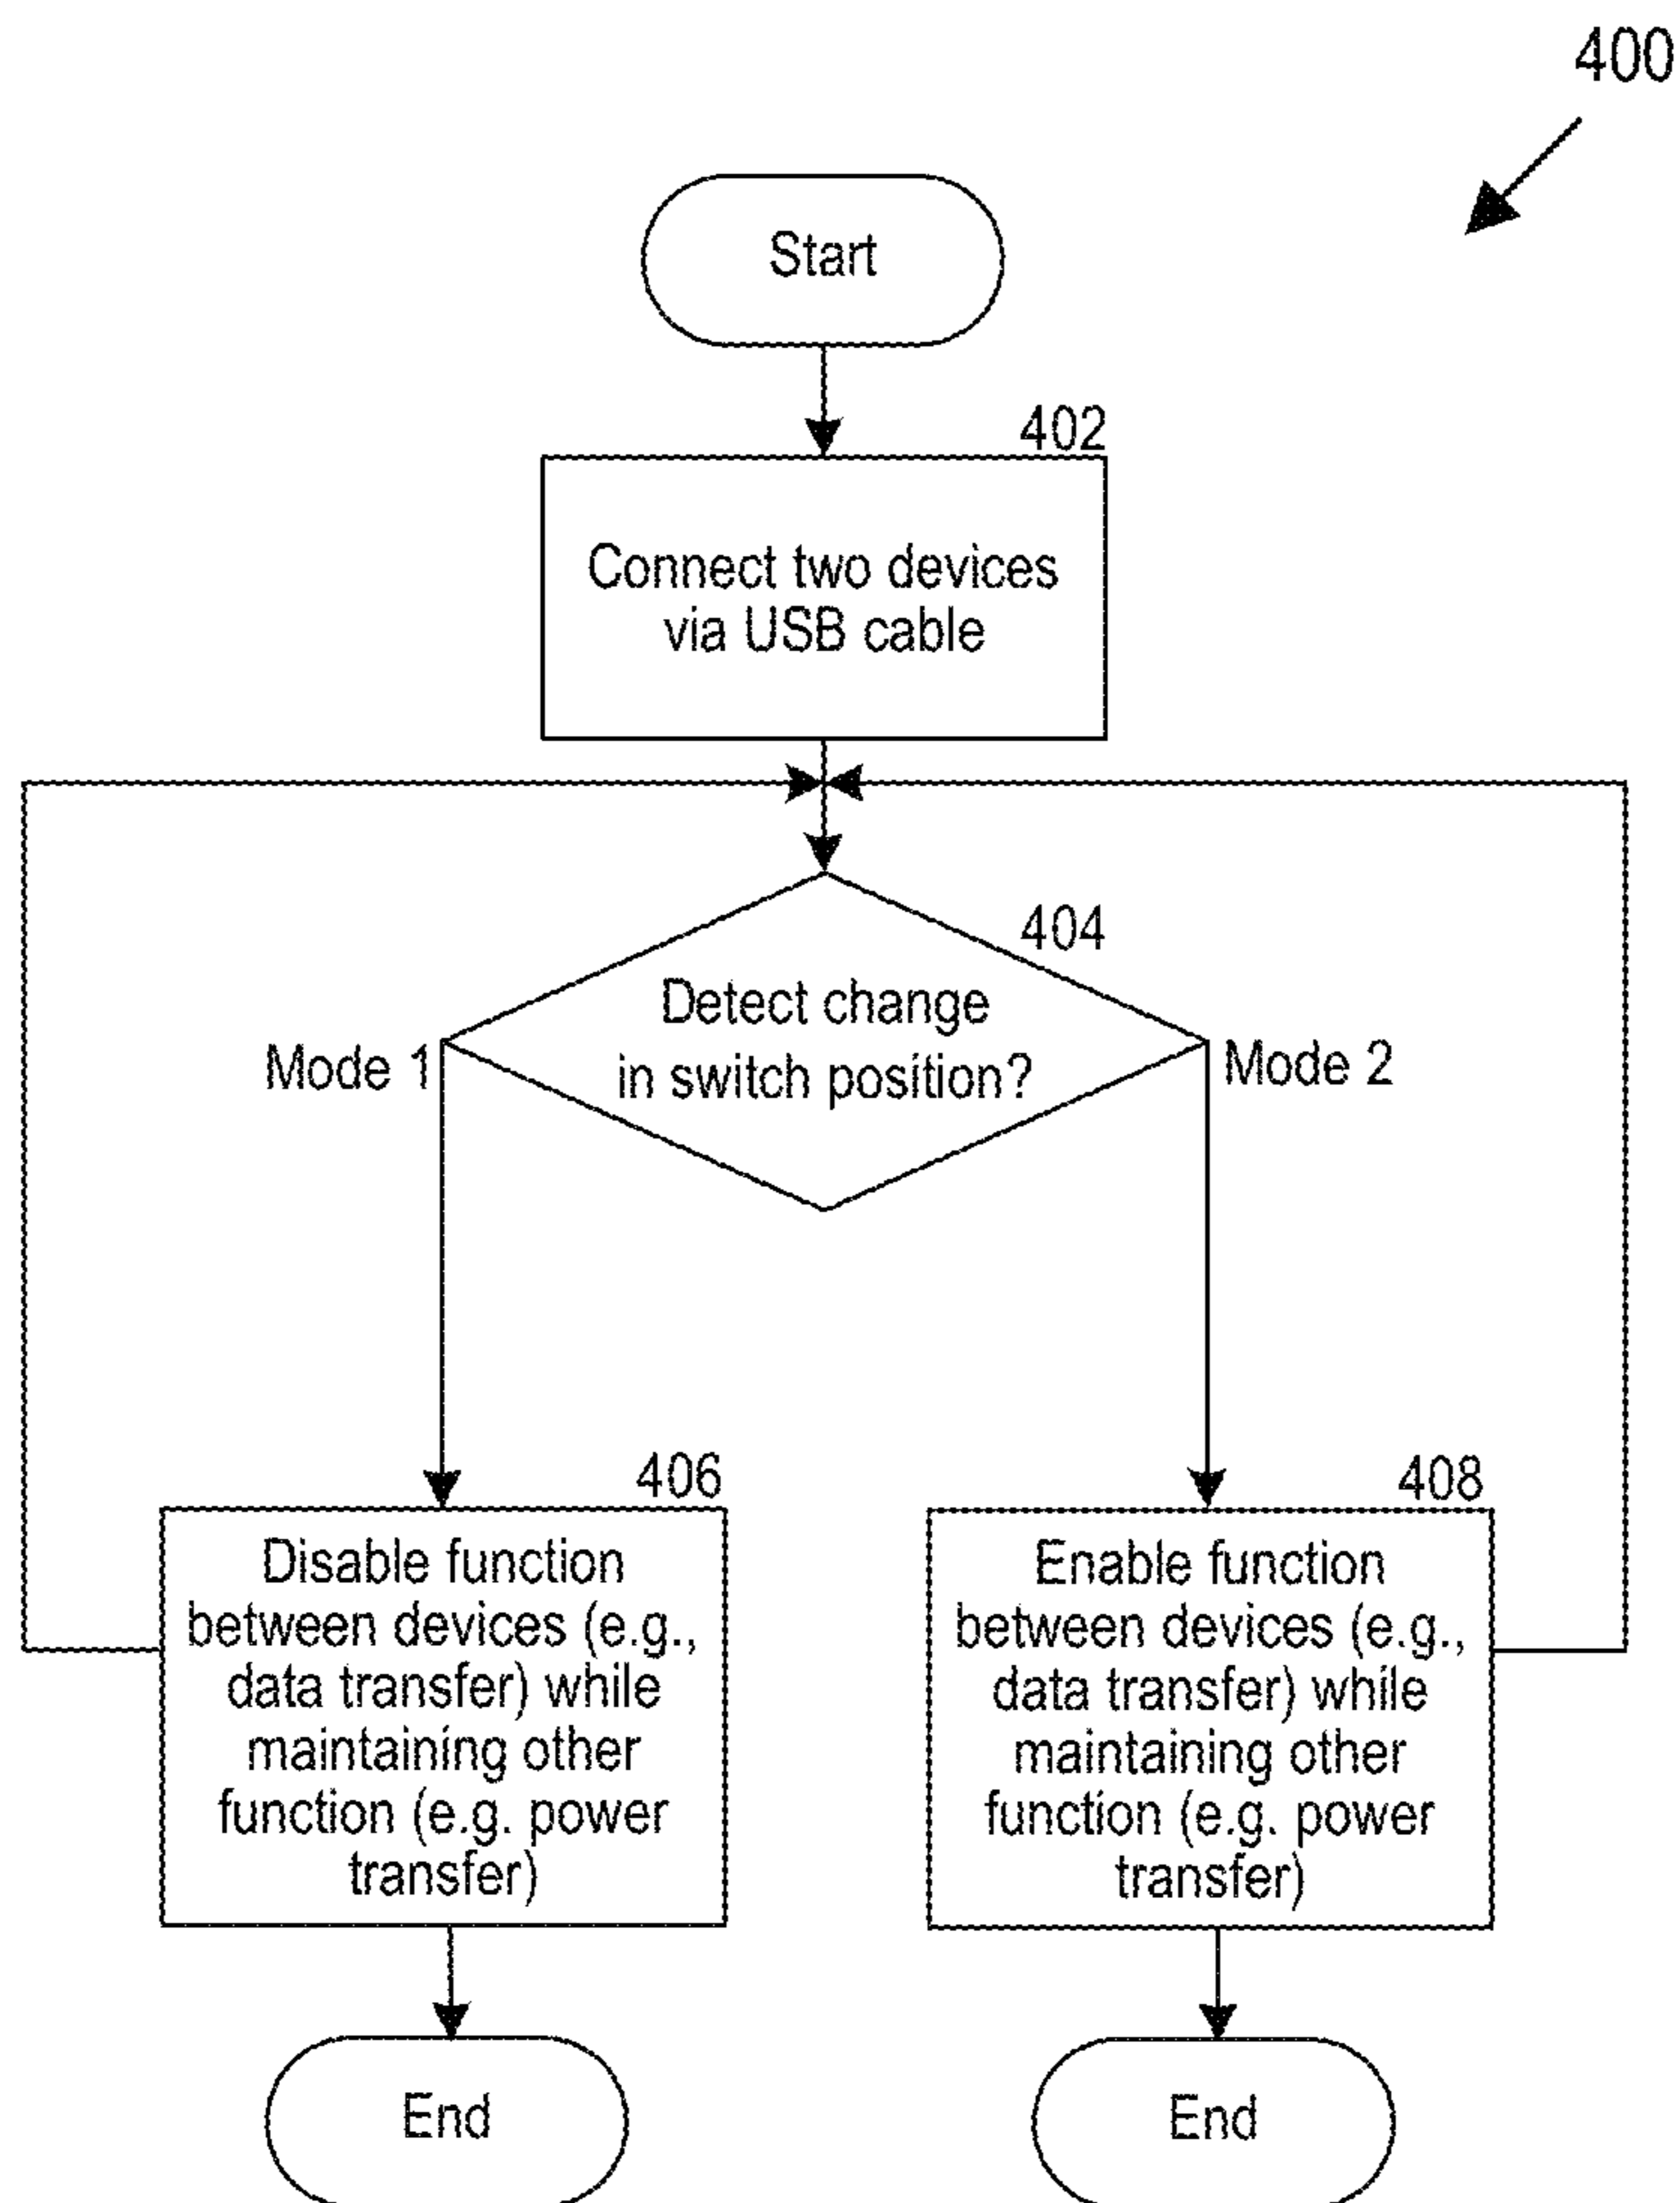 400
Start
402
Connect two devices
via USB cable
404
Detect change
in switch position?
Mode 1
Mode 2
406
Disable function
between devices (e.g.,
data transfer) while
maintaining other
function (e.g. power
transfer)
408
Enable function
between devices (e.g.,
data transfer) while
maintaining other
function (e.g. power
transfer)
End
End